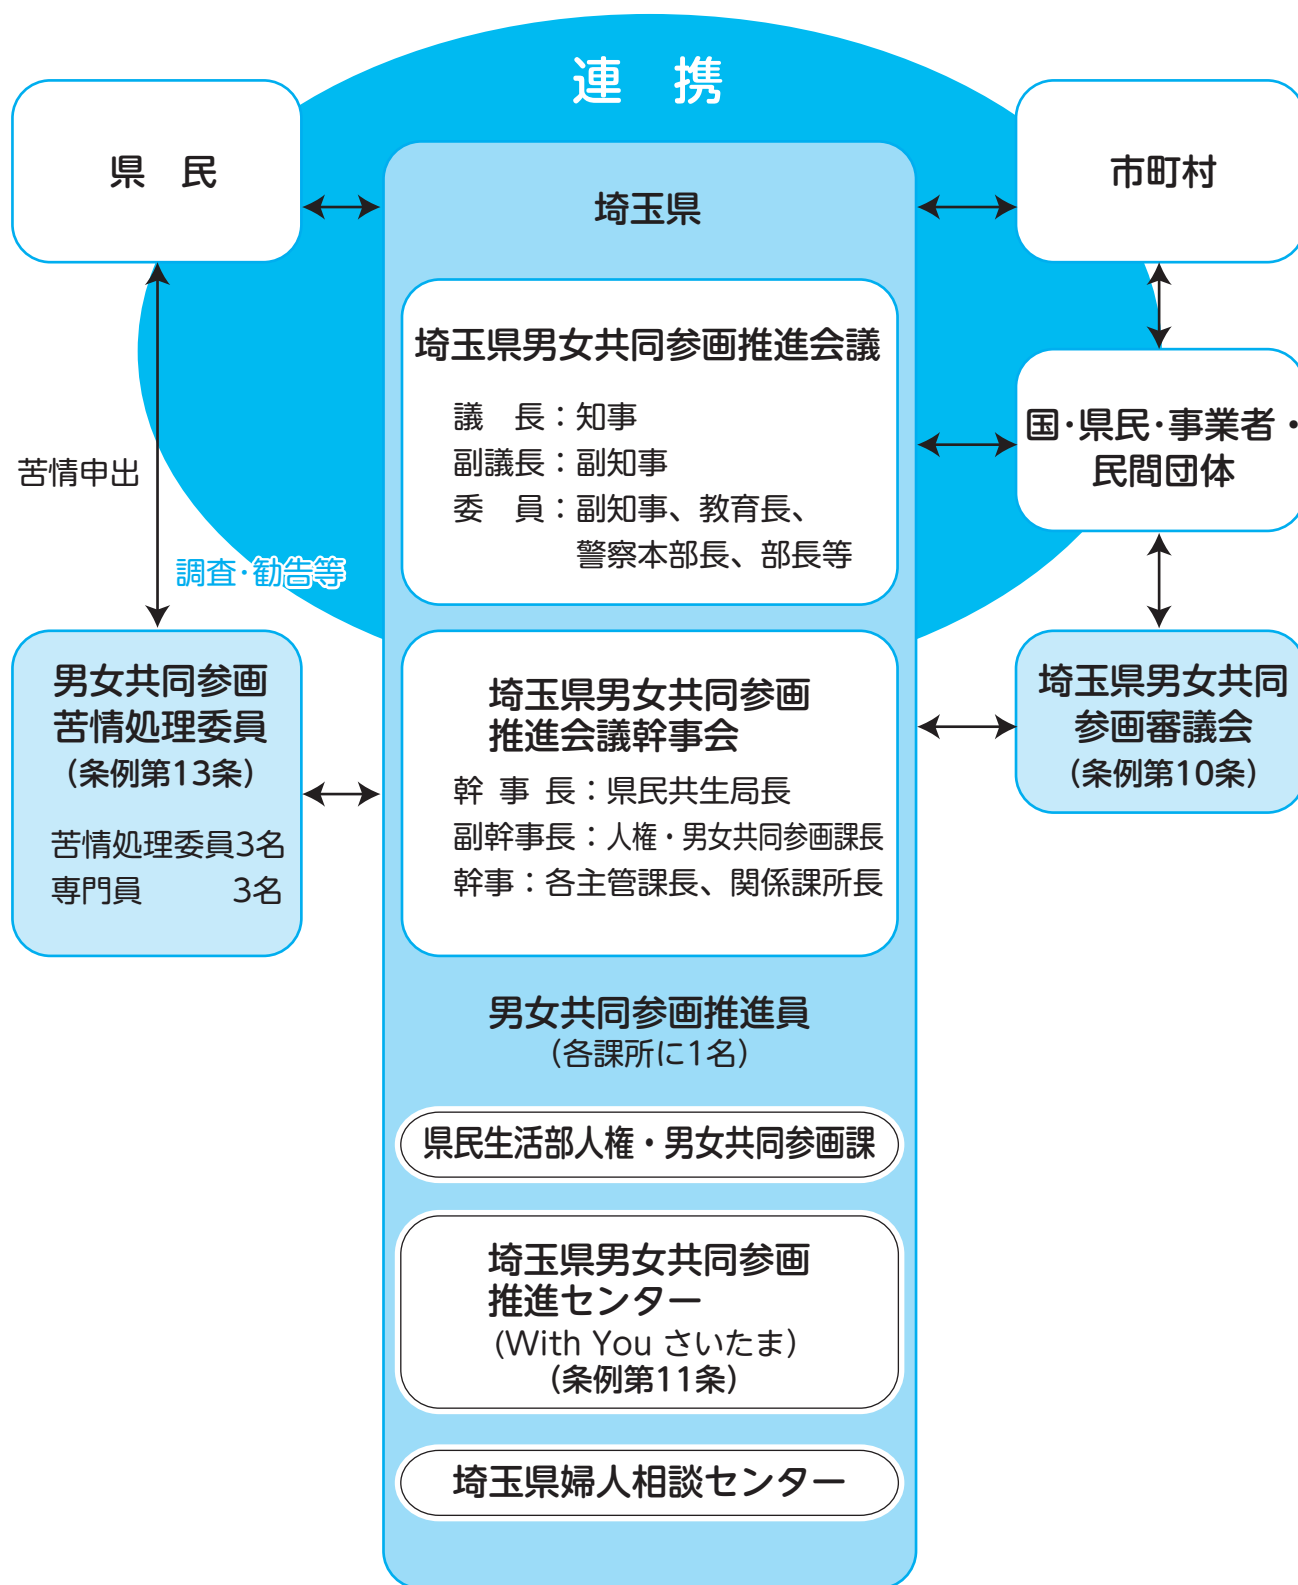 連　携
県　民
埼玉県
市町村
埼玉県男女共同参画推進会議
議　長：知事
副議長：副知事
委　員：副知事、教育長、
警察本部長、部長等
国・県民・事業者・
民間団体
苦情申出
調査・勧告等
男女共同参画
苦情処理委員
（条例第13条）
苦情処理委員3名
専門員　　　3名
埼玉県男女共同参画
推進会議幹事会
幹 事 長：県民共生局長
副幹事長：人権・男女共同参画課長
幹事：各主管課長、関係課所長
埼玉県男女共同
参画審議会
（条例第10条）
男女共同参画推進員
（各課所に1名）
県民生活部人権・男女共同参画課
埼玉県男女共同参画
推進センター
(With You さいたま)
（条例第11条）
埼玉県婦人相談センター